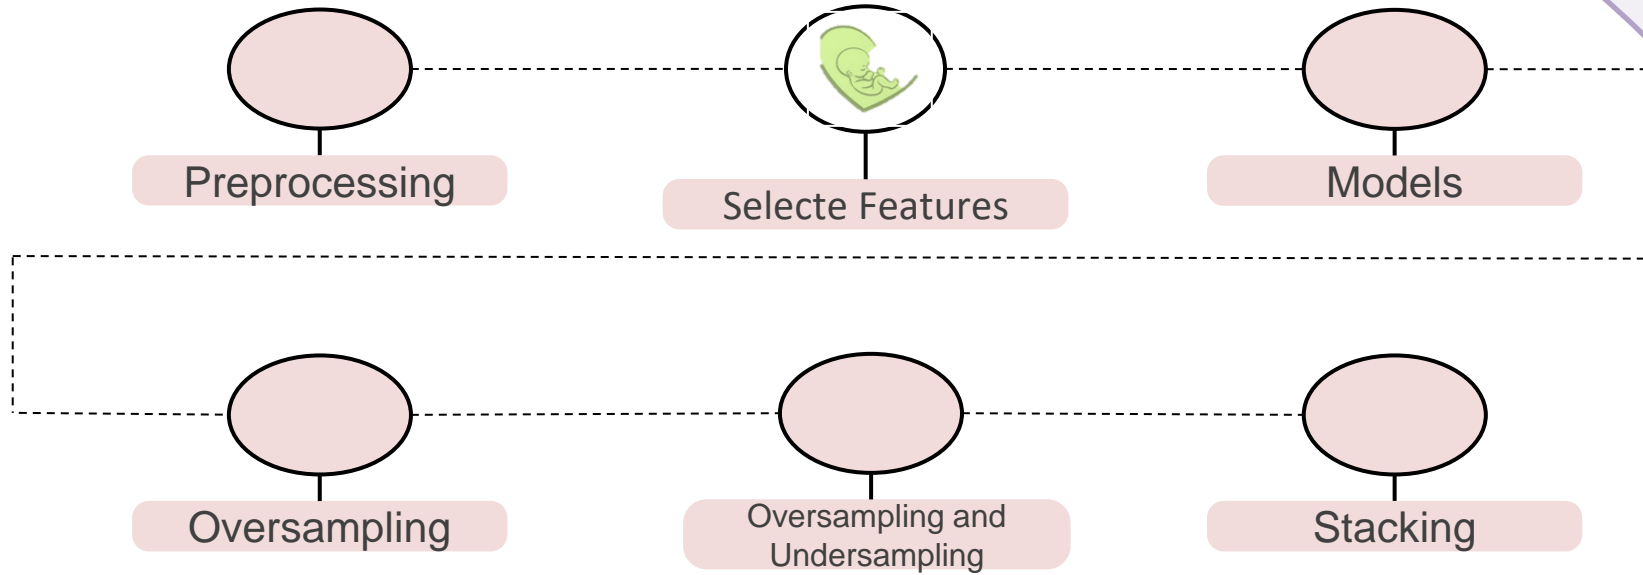 Preprocessing
Selecte Features
Models
Oversampling
Oversampling and
Undersampling
Stacking